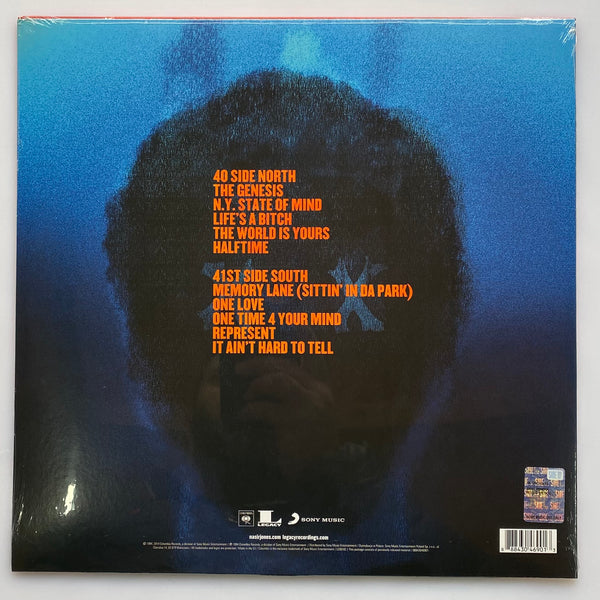 40 SIDE NORTH
THE GENESIS
N.Y. STATE OF MIND
LIFE'S A BITCH
THE WORLD IS YOURS
HALFTIME
41ST SIDE SOUTH
MEMORY LANE (SITTIN' IN DA PARK)
ONE LOVE
ONE TIME 4 YOUR MIND
REPRESENT
IT AIN'T HARD TO TELL
LEGACY
SONY MUSIC
nasirjones.com legacyrecordings.com